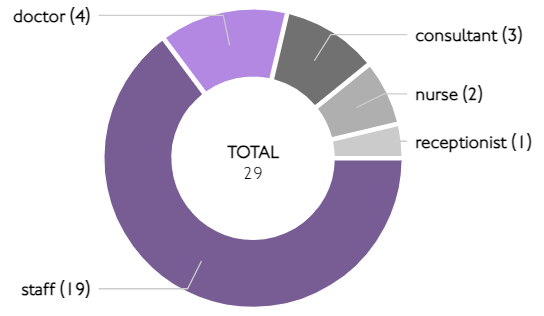 doctor (4)
consultant (3)
nurse (2)
receptionist (1)
TOTAL
29
staff (19)